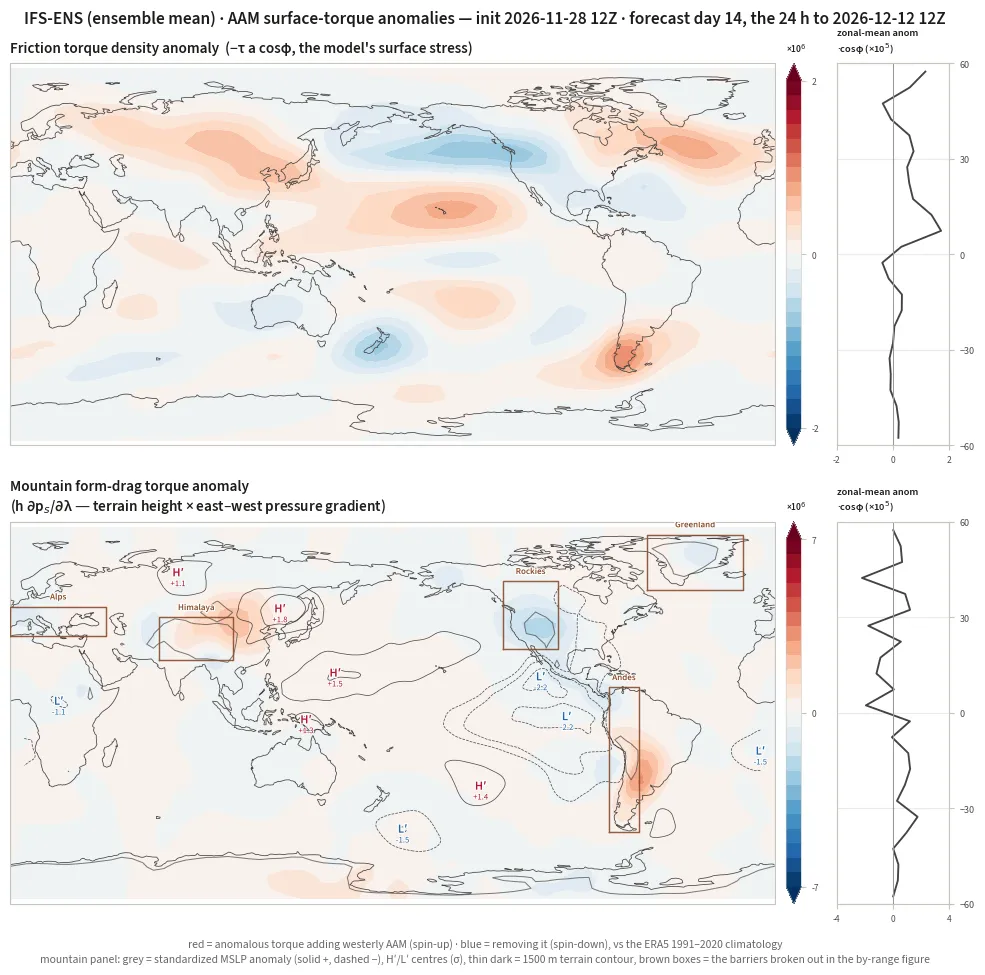 IFS-ENS (ensemble mean) · AAM surface-torque anomalies — init 2026-11-28 12Z · forecast day 14, the 24 h to 2026-12-12 12Z
Friction torque density anomaly (−τ a cosϕ, the model's surface stress)
×10⁶
zonal-mean anom
·cosϕ (×10⁵)
2
0
-2
60
30
0
−30
−60
-2
0
2
Mountain form-drag torque anomaly
(h ∂pₛ/∂λ — terrain height × east–west pressure gradient)
×10⁶
zonal-mean anom
·cosϕ (×10⁵)
Greenland
Rockies
Alps
Himalaya
Andes
H′
+1.1
H′
+1.8
H′
+1.5
H′
+1.3
H′
+1.4
L′
-1.1
L′
-2.2
L′
-2.2
L′
-1.5
L′
-1.5
7
0
-7
60
30
0
−30
−60
-4
0
4
red = anomalous torque adding westerly AAM (spin-up) · blue = removing it (spin-down), vs the ERA5 1991–2020 climatology
mountain panel: grey = standardized MSLP anomaly (solid +, dashed −), H′/L′ centres (σ), thin dark = 1500 m terrain contour, brown boxes = the barriers broken out in the by-range figure